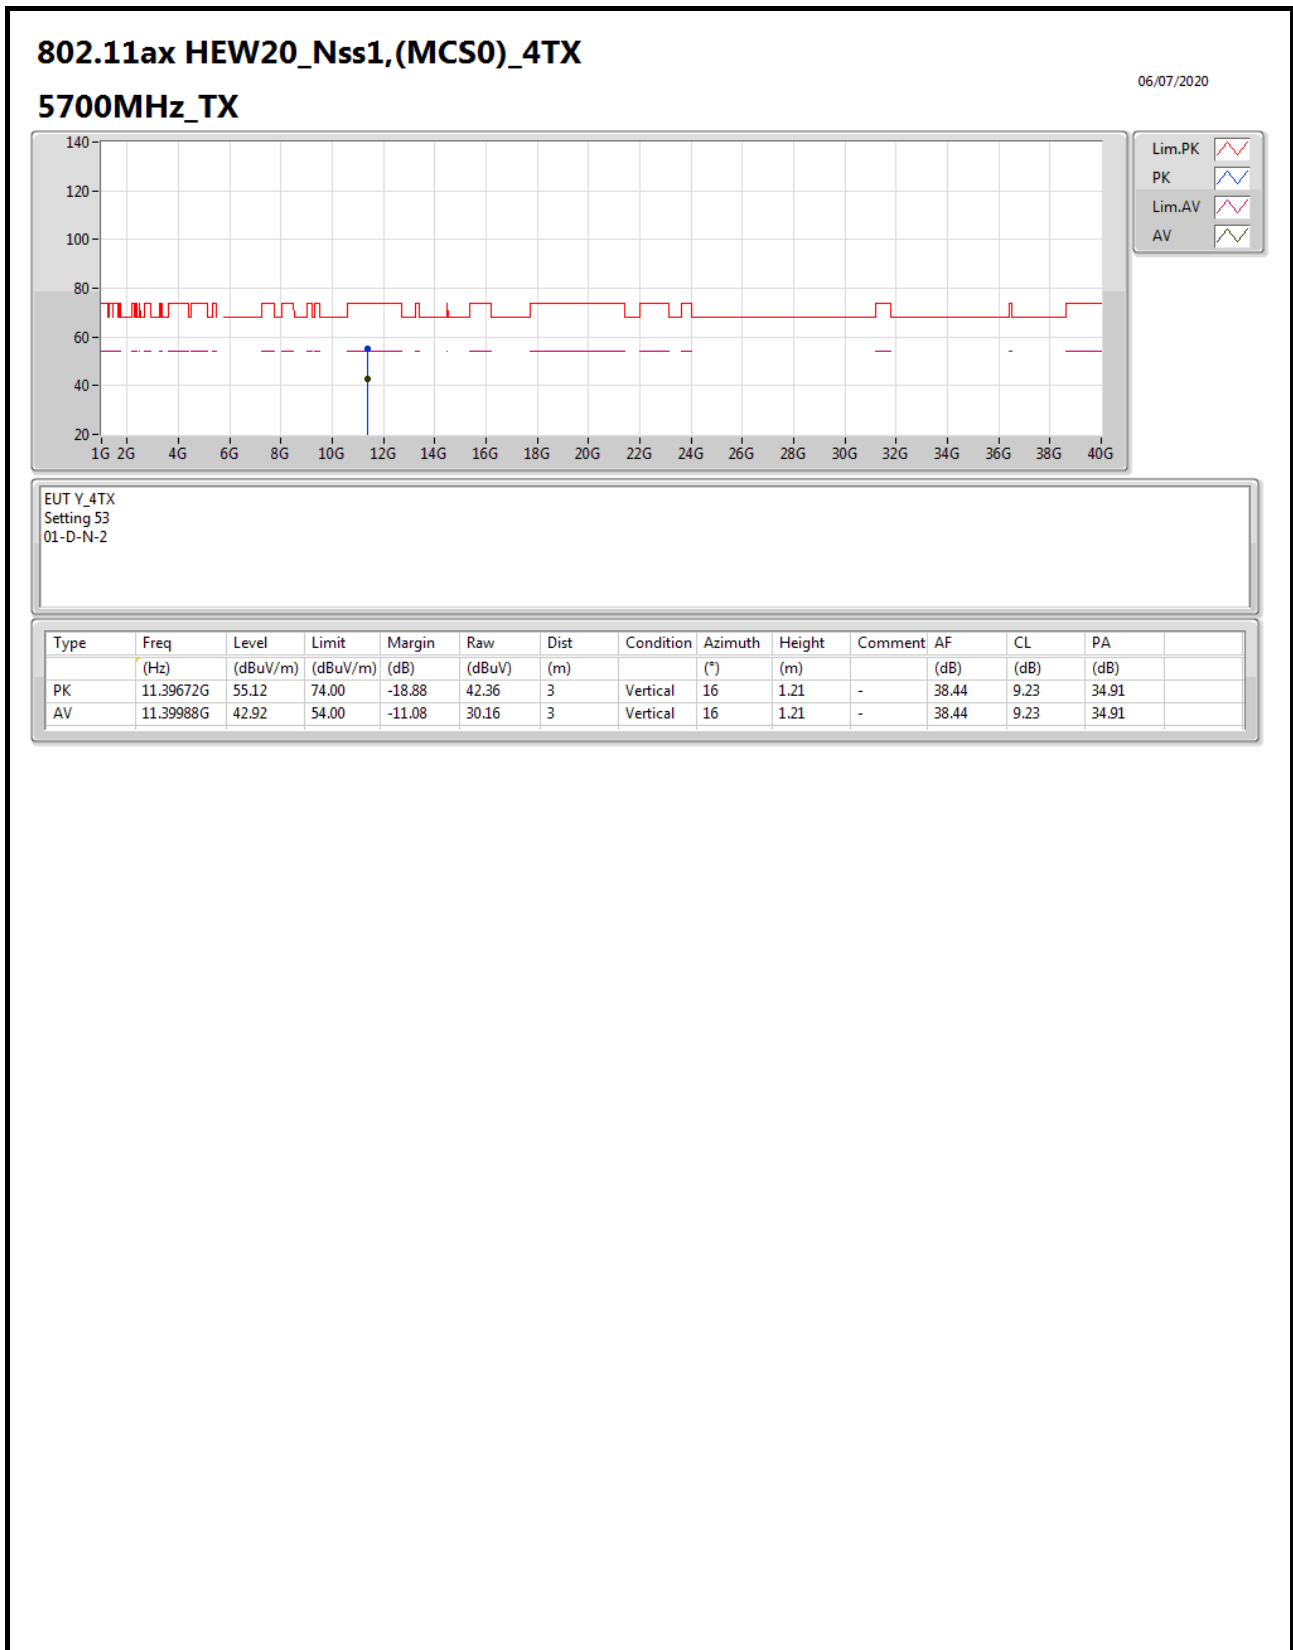 802.11ax HEW20_Nss1,(MCS0)_4TX
06/07/2020
5700MHz_TX
140
120
100
80
60
40
20
1G 2G 4G 6G 8G 10G 12G 14G 16G 18G 20G 22G 24G 26G 28G 30G 32G 34G 36G 38G 40G
Lim.PK
PK
Lim.AV
AV
EUT Y_4TX
Setting 53
01-D-N-2
Type Freq Level Limit Margin Raw Dist Condition Azimuth Height Comment AF CL PA
(Hz) (dBuV/m) (dBuV/m) (dB) (dBuV) (m) (°) (m) (dB) (dB) (dB)
PK 11.39672G 55.12 74.00 -18.88 42.36 3 Vertical 16 1.21 - 38.44 9.23 34.91
AV 11.39988G 42.92 54.00 -11.08 30.16 3 Vertical 16 1.21 - 38.44 9.23 34.91